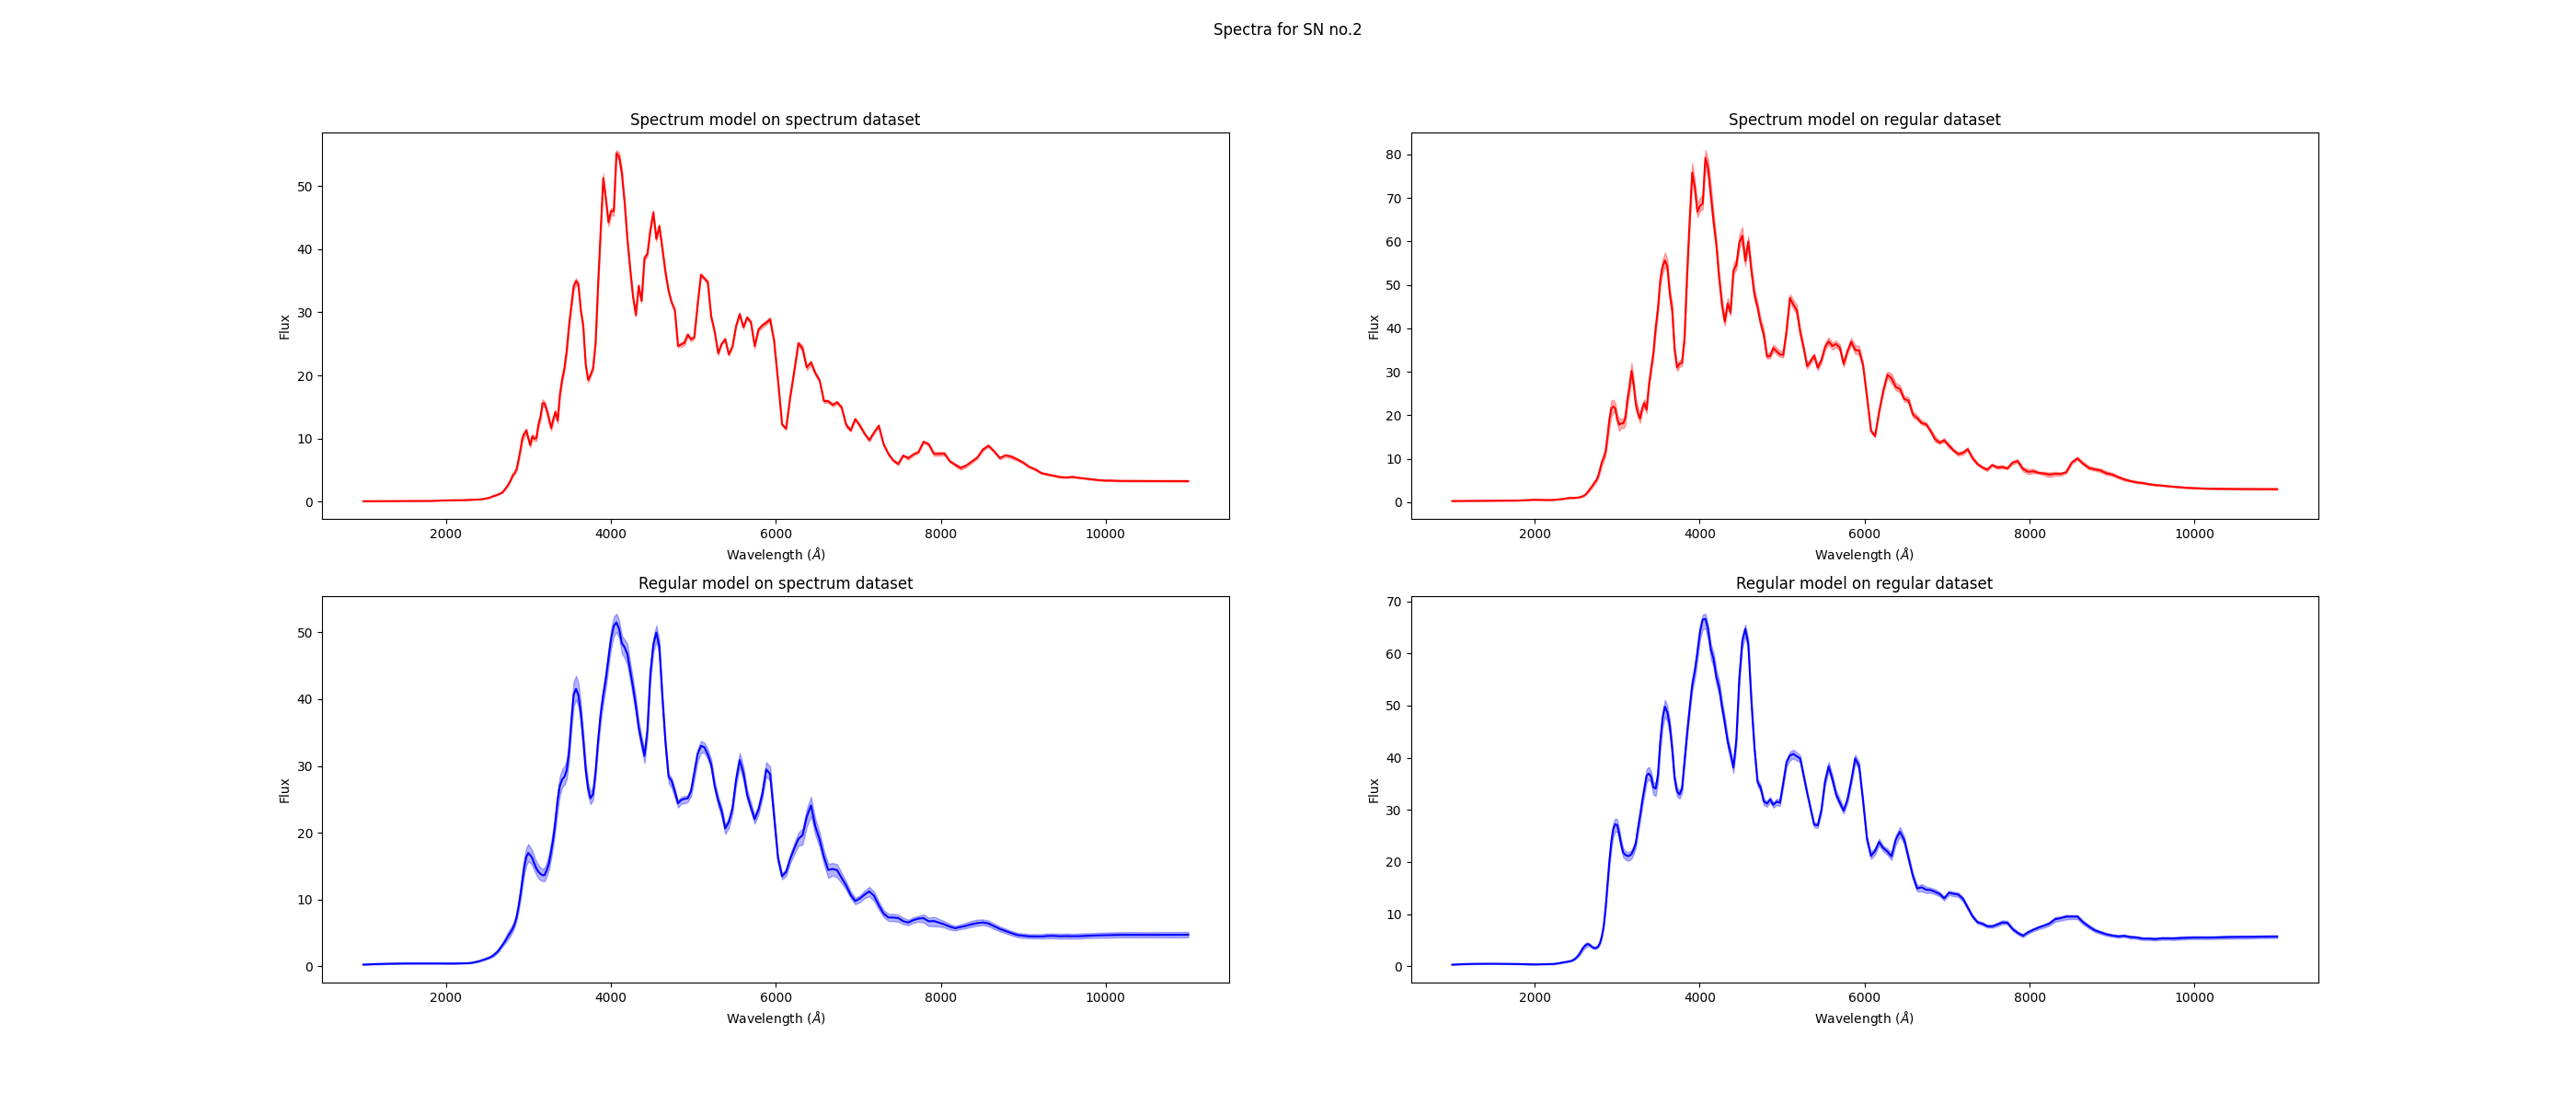 Spectra for SN no.2
Spectrum model on spectrum dataset
Flux
50
40
30
20
10
0
2000 4000 6000 8000 10000
Wavelength (Å)
Spectrum model on regular dataset
Flux
80
70
60
50
40
30
20
10
0
2000 4000 6000 8000 10000
Wavelength (Å)
Regular model on spectrum dataset
Flux
50
40
30
20
10
0
2000 4000 6000 8000 10000
Wavelength (Å)
Regular model on regular dataset
Flux
70
60
50
40
30
20
10
0
2000 4000 6000 8000 10000
Wavelength (Å)